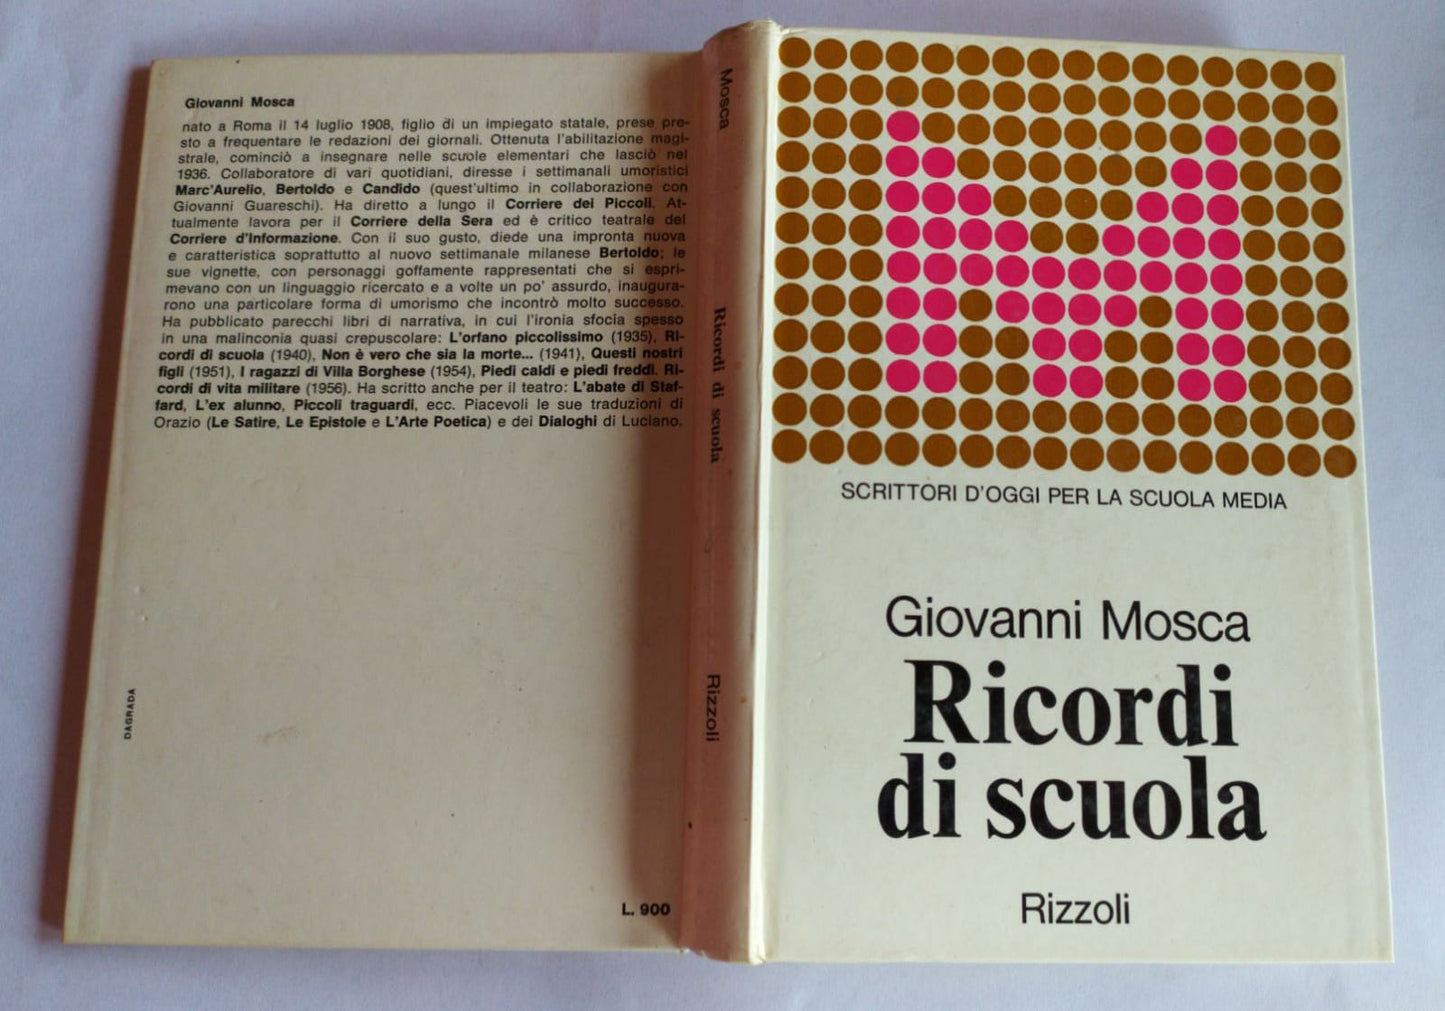 Giovanni Mosca
nato a Roma il 14 luglio 1908, figlio di un impiegato statale, prese pre-
sto a frequentare le redazioni dei giornali. Ottenuta l'abilitazione magi-
strale, cominciò a insegnare nelle scuole elementari che lasciò nel
1936. Collaboratore di vari quotidiani, diresse i settimanali umoristici
Marc'Aurelio, Bertoldo e Candido (quest'ultimo in collaborazione con
Giovanni Guareschi). Ha diretto a lungo il Corriere dei Piccoli. At-
tualmente lavora per il Corriere della Sera ed è critico teatrale del
Corriere d'Informazione. Con il suo gusto, diede una impronta nuova
e caratteristica soprattutto al nuovo settimanale milanese Bertoldo; le
sue vignette, con personaggi goffamente rappresentati che si espri-
mevano con un linguaggio ricercato e a volte un po' assurdo, inaugura-
rono una particolare forma di umorismo che incontrò molto successo.
Ha pubblicato parecchi libri di narrativa, in cui l'ironia sfocia spesso
in una malinconia quasi crepuscolare: L'orfano piccolissimo (1935), Ri-
cordi di scuola (1940), Non è vero che sia la morte... (1941), Questi nostri
figli (1951), I ragazzi di Villa Borghese (1954), Piedi caldi e piedi freddi. Ri-
cordi di vita militare (1956). Ha scritto anche per il teatro: L'abate di Staf-
fard, L'ex alunno, Piccoli traguardi, ecc. Piacevoli le sue traduzioni di
Orazio (Le Satire, Le Epistole e L'Arte Poetica) e dei Dialoghi di Luciano.
DAGRADA
L. 900
Mosca
Ricordi di scuola
Rizzoli
SCRITTORI D'OGGI PER LA SCUOLA MEDIA
Giovanni Mosca
Ricordi
di scuola
Rizzoli